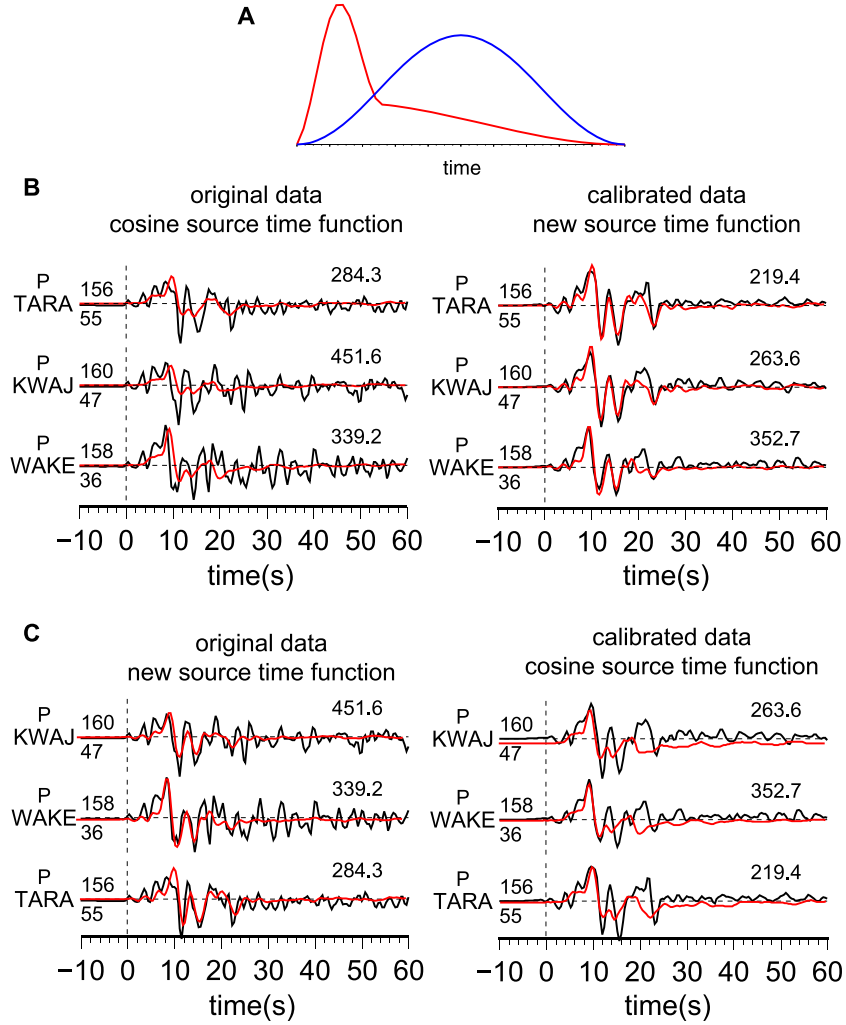 A
time
B
original data
cosine source time function
P
TARA
156
55
284.3
P
KWAJ
160
47
451.6
P
WAKE
158
36
339.2
−10 0 10 20 30 40 50 60
time(s)
calibrated data
new source time function
P
TARA
156
55
219.4
P
KWAJ
160
47
263.6
P
WAKE
158
36
352.7
−10 0 10 20 30 40 50 60
time(s)
C
original data
new source time function
P
KWAJ
160
47
451.6
P
WAKE
158
36
339.2
P
TARA
156
55
284.3
−10 0 10 20 30 40 50 60
time(s)
calibrated data
cosine source time function
P
KWAJ
160
47
263.6
P
WAKE
158
36
352.7
P
TARA
156
55
219.4
−10 0 10 20 30 40 50 60
time(s)